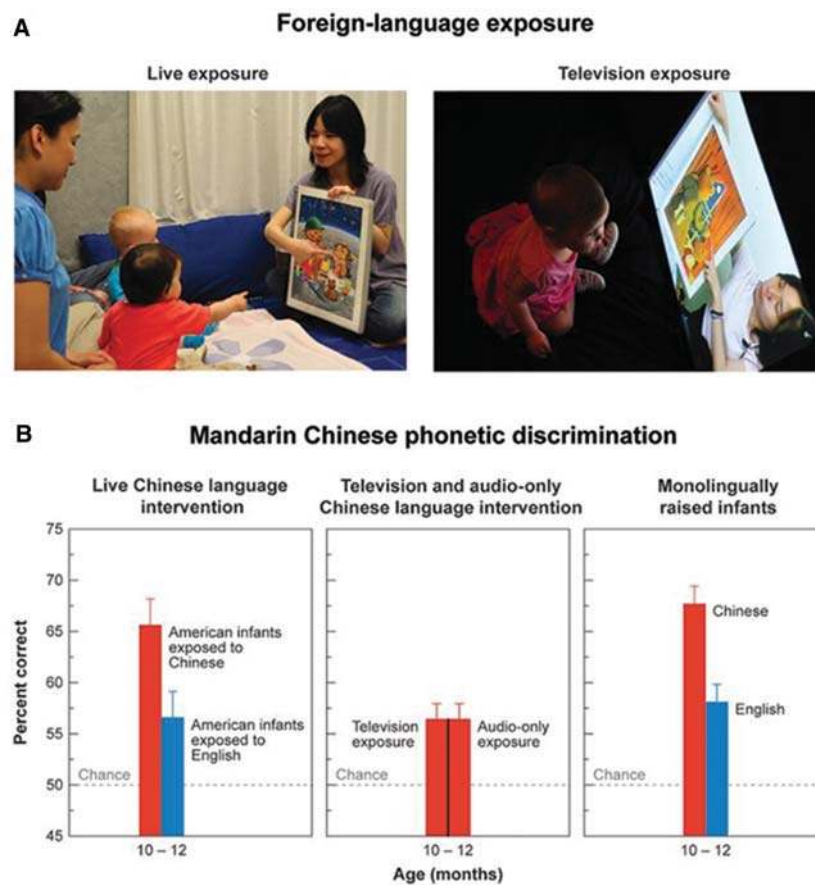 A
Foreign-language exposure
Live exposure
Television exposure
B
Mandarin Chinese phonetic discrimination
Live Chinese language
intervention
Television and audio-only
Chinese language intervention
Monolingually
raised infants
Percent correct
75
70
65
60
55
50
45
American infants
exposed to
Chinese
American infants
exposed to
English
Chance
10 – 12
Television
exposure
Audio-only
exposure
Chance
10 – 12
Chinese
English
Chance
10 – 12
Age (months)